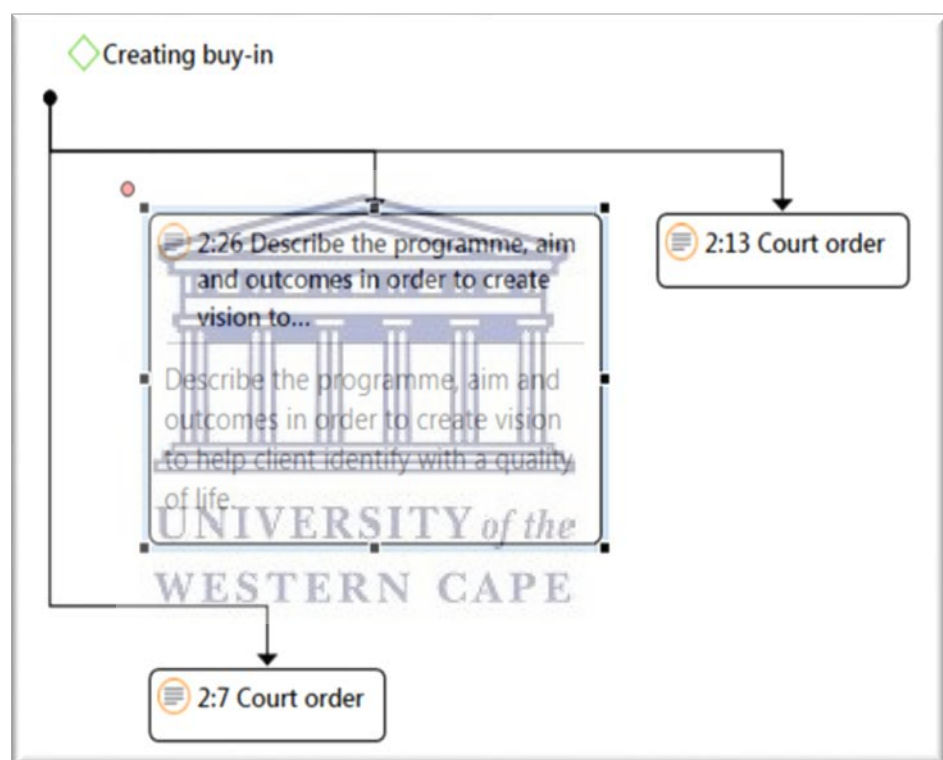 Creating buy-in
2:26 Describe the programme, aim
and outcomes in order to create
vision to...
2:13 Court order
Describe the programme, aim and
outcomes in order to create vision
to help client identify with a quality
of life.
UNIVERSITY of the
WESTERN CAPE
2:7 Court order